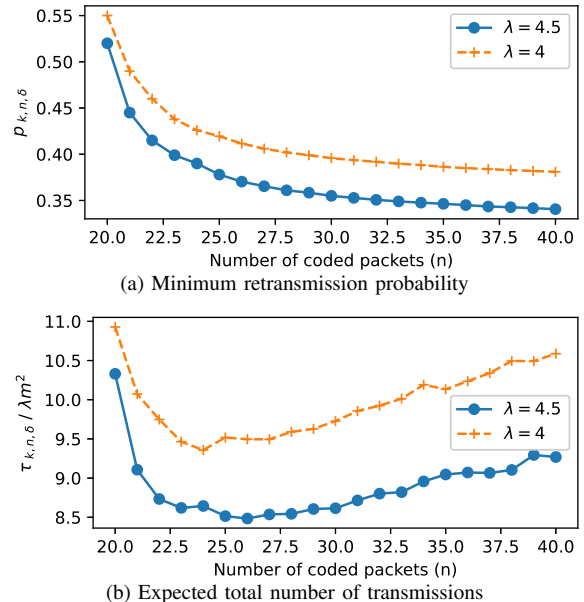 0.55
0.50
0.45
0.40
0.35
p k,n,δ
λ = 4.5
λ = 4
20.0 22.5 25.0 27.5 30.0 32.5 35.0 37.5 40.0
Number of coded packets (n)
(a) Minimum retransmission probability
11.0
10.5
10.0
9.5
9.0
8.5
τ k,n,δ / λm²
λ = 4.5
λ = 4
20.0 22.5 25.0 27.5 30.0 32.5 35.0 37.5 40.0
Number of coded packets (n)
(b) Expected total number of transmissions